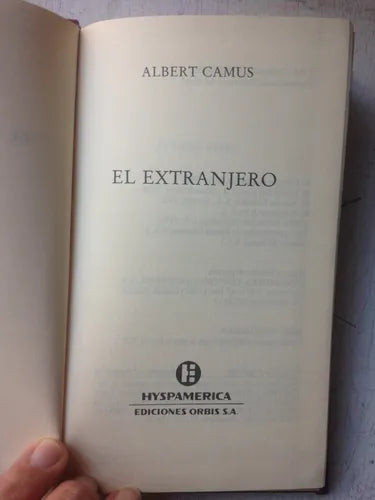 ALBERT CAMUS
EL EXTRANJERO
HYSPAMERICA
EDICIONES ORBIS S.A.